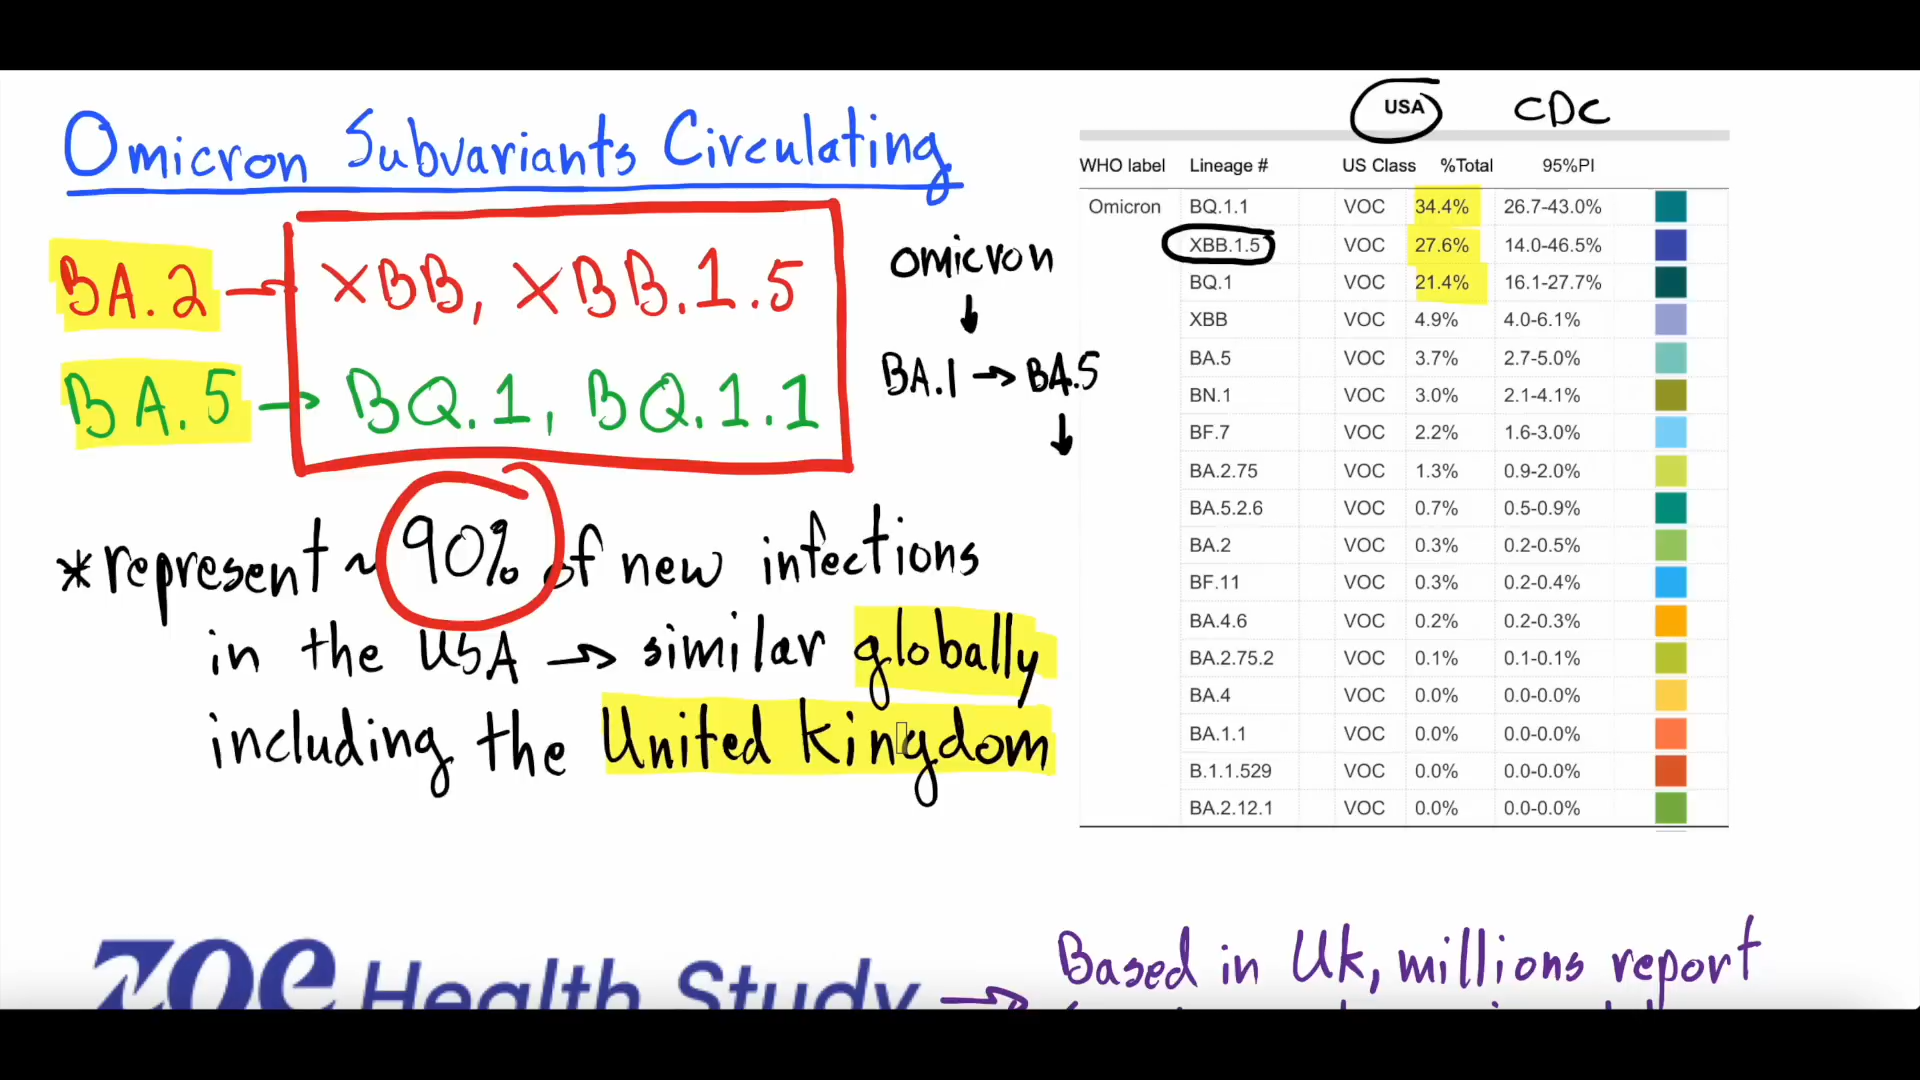 Omicron Subvariants Circulating
BA.2 → XBB, XBB.1.5
BA.5 → BQ.1, BQ.1.1
*represent ~ 90% of new infections
in the USA → similar globally
including the United Kingdom
omicron
↓
BA.1 → BA.5
↓
USA CDC
WHO label Lineage # US Class %Total 95%PI
Omicron BQ.1.1 VOC 34.4% 26.7-43.0%
XBB.1.5 VOC 27.6% 14.0-46.5%
BQ.1 VOC 21.4% 16.1-27.7%
XBB VOC 4.9% 4.0-6.1%
BA.5 VOC 3.7% 2.7-5.0%
BN.1 VOC 3.0% 2.1-4.1%
BF.7 VOC 2.2% 1.6-3.0%
BA.2.75 VOC 1.3% 0.9-2.0%
BA.5.2.6 VOC 0.7% 0.5-0.9%
BA.2 VOC 0.3% 0.2-0.5%
BF.11 VOC 0.3% 0.2-0.4%
BA.4.6 VOC 0.2% 0.2-0.3%
BA.2.75.2 VOC 0.1% 0.1-0.1%
BA.4 VOC 0.0% 0.0-0.0%
BA.1.1 VOC 0.0% 0.0-0.0%
B.1.1.529 VOC 0.0% 0.0-0.0%
BA.2.12.1 VOC 0.0% 0.0-0.0%
ZOE Health Study → Based in UK, millions report